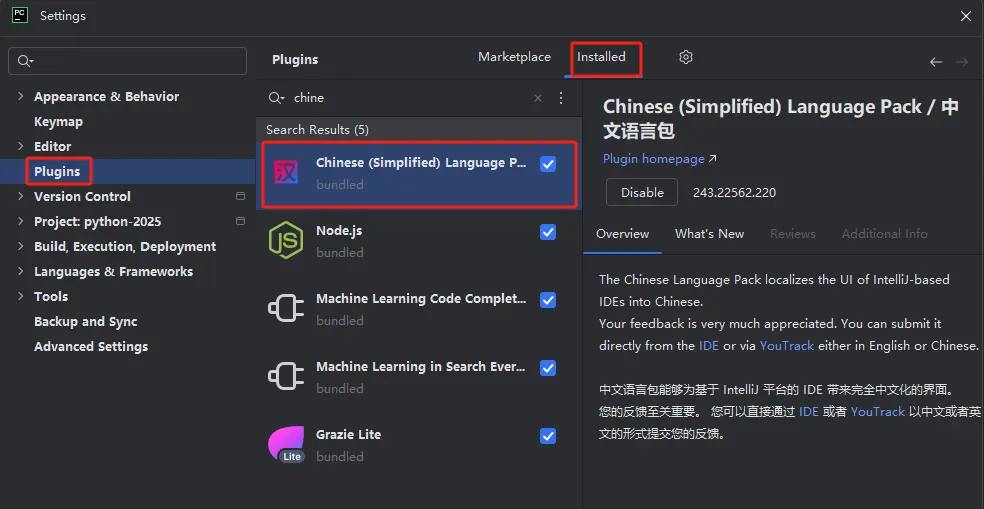 PC
Settings
Appearance & Behavior
Keymap
Editor
Plugins
Version Control
Project: python-2025
Build, Execution, Deployment
Languages & Frameworks
Tools
Backup and Sync
Advanced Settings
Plugins
Marketplace
Installed
chine
Search Results (5)
汉
Chinese (Simplified) Language P...
bundled
JS
Node.js
bundled
Machine Learning Code Complet...
bundled
Machine Learning in Search Ever...
bundled
Lite
Grazie Lite
bundled
Chinese (Simplified) Language Pack / 中
文语言包
Plugin homepage ↗
Disable
243.22562.220
Overview
What's New
Reviews
Additional Info
The Chinese Language Pack localizes the UI of IntelliJ-based
IDEs into Chinese.
Your feedback is very much appreciated. You can submit it
directly from the IDE or via YouTrack either in English or Chinese.
中文语言包能够为基于 IntelliJ 平台的 IDE 带来完全中文化的界面。
您的反馈至关重要。 您可以直接通过 IDE 或者 YouTrack 以中文或者英
文的形式提交您的反馈。